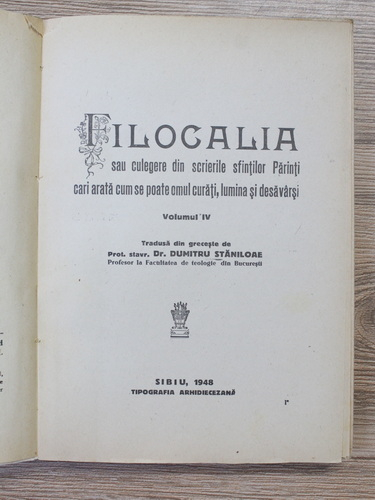 FILOCALIA
sau culegere din scrierile sfinților Părinți
cari arată cum se poate omul curăți, lumina și desăvârși
Volumul IV
Tradusă din grecește de
Prot. stavr. Dr. DUMITRU STĂNILOAE
Profesor la Facultatea de teologie din București
SIBIU, 1948
TIPOGRAFIA ARHIDIECEZANĂ
1*